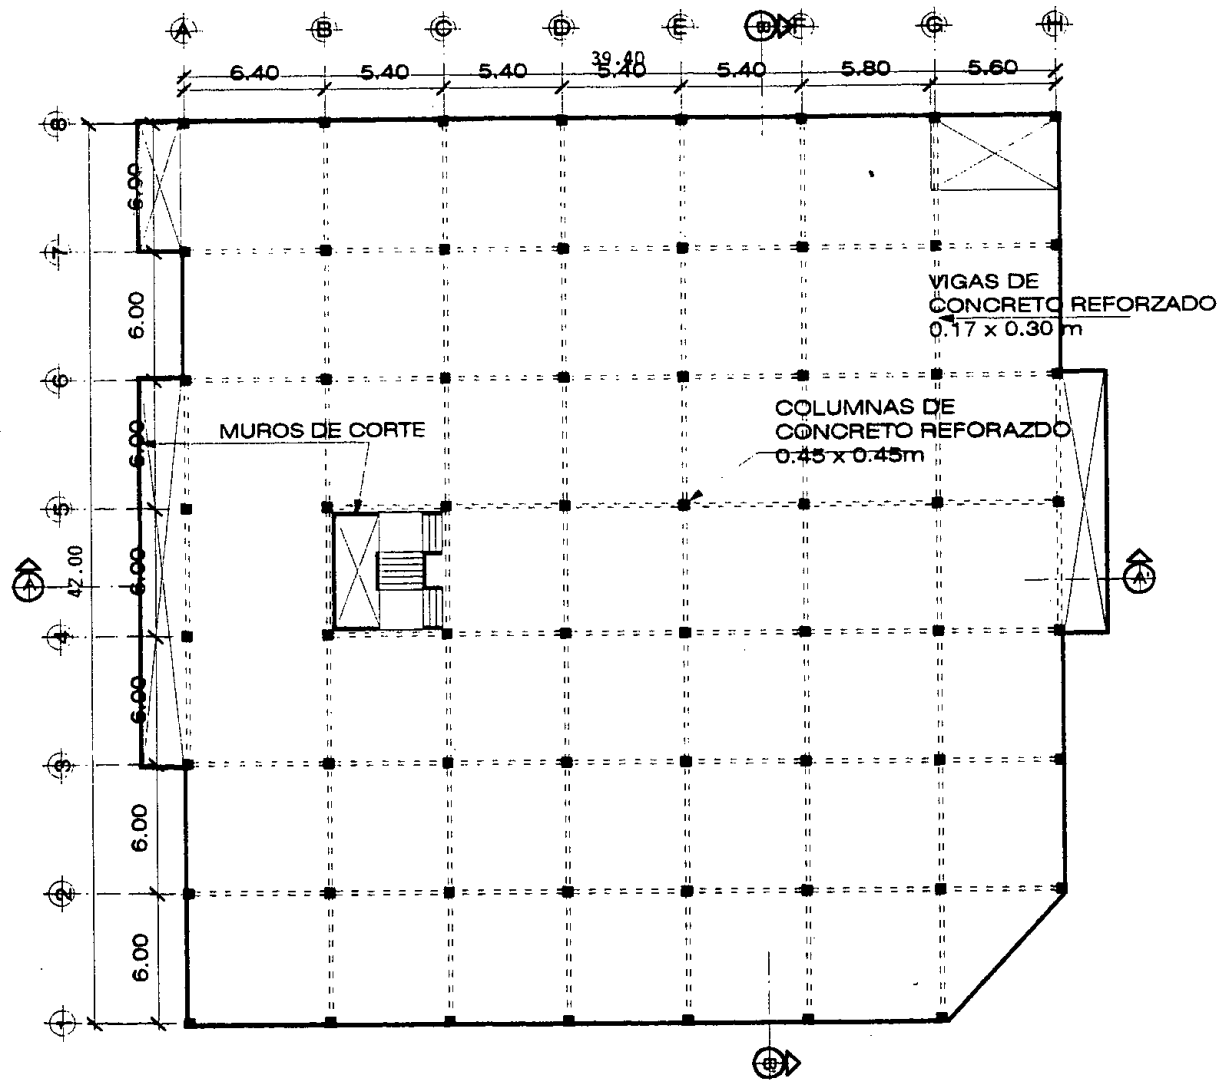 A B C D E B F G H
39.40
6.40 5.40 5.40 5.40 5.40 5.80 5.60
8
6.00
7
6.00
VIGAS DE
CONCRETO REFORZADO
0.17 x 0.30 m
6
6.00
MUROS DE CORTE
COLUMNAS DE
CONCRETO REFORAZDO
0.45 x 0.45m
5
42.00
6.00
A A'
4
6.00
3
6.00
2
6.00
1